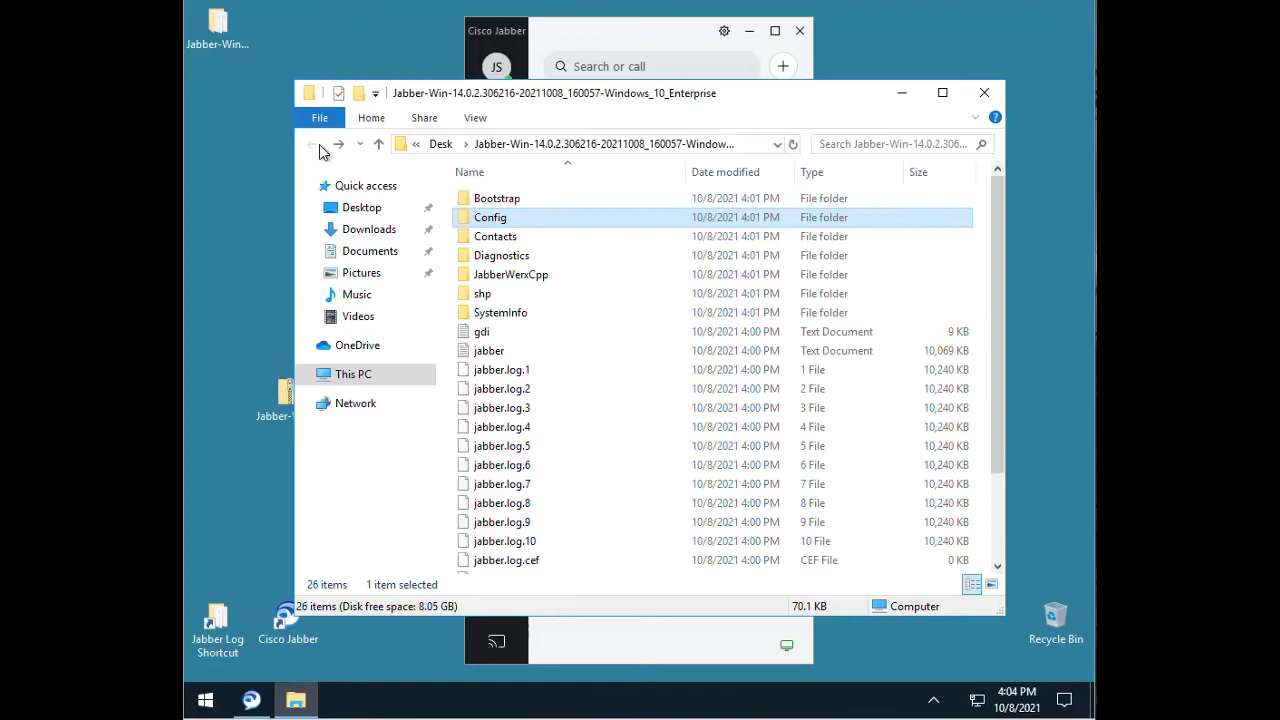 Jabber-Win...
Cisco Jabber
JS
Search or call
Jabber-Win-14.0.2.306216-20211008_160057-Windows_10_Enterprise
File Home Share View
Desk Jabber-Win-14.0.2.306216-20211008_160057-Window...
Search Jabber-Win-14.0.2.306...
Name Date modified Type Size
Quick access
Desktop
Downloads
Documents
Pictures
Music
Videos
OneDrive
This PC
Network
Bootstrap 10/8/2021 4:01 PM File folder
Config 10/8/2021 4:01 PM File folder
Contacts 10/8/2021 4:01 PM File folder
Diagnostics 10/8/2021 4:01 PM File folder
JabberWerxCpp 10/8/2021 4:01 PM File folder
shp 10/8/2021 4:01 PM File folder
SystemInfo 10/8/2021 4:01 PM File folder
gdi 10/8/2021 4:00 PM Text Document 9 KB
jabber 10/8/2021 4:00 PM Text Document 10,069 KB
jabber.log.1 10/8/2021 4:00 PM 1 File 10,240 KB
jabber.log.2 10/8/2021 4:00 PM 2 File 10,240 KB
jabber.log.3 10/8/2021 4:00 PM 3 File 10,240 KB
jabber.log.4 10/8/2021 4:00 PM 4 File 10,240 KB
jabber.log.5 10/8/2021 4:00 PM 5 File 10,240 KB
jabber.log.6 10/8/2021 4:00 PM 6 File 10,240 KB
jabber.log.7 10/8/2021 4:00 PM 7 File 10,240 KB
jabber.log.8 10/8/2021 4:00 PM 8 File 10,240 KB
jabber.log.9 10/8/2021 4:00 PM 9 File 10,240 KB
jabber.log.10 10/8/2021 4:00 PM 10 File 10,240 KB
jabber.log.cef 10/8/2021 4:00 PM CEF File 0 KB
26 items 1 item selected
26 items (Disk free space: 8.05 GB) 70.1 KB Computer
Jabber-W
Jabber Log
Shortcut
Cisco Jabber
Recycle Bin
4:04 PM
10/8/2021